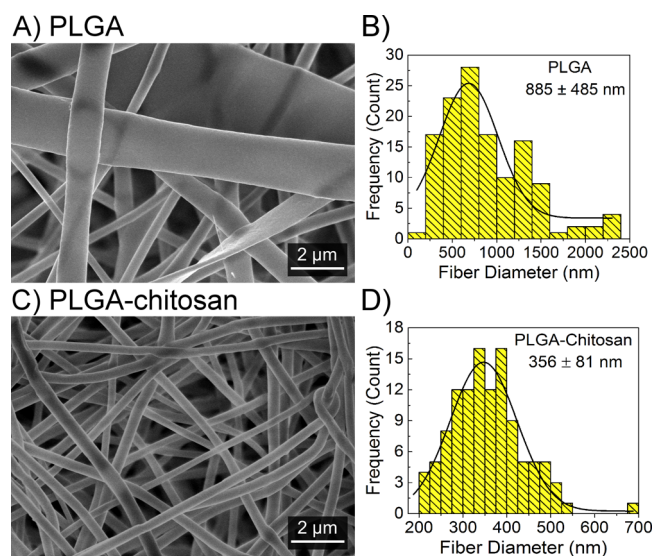 A) PLGA
2 µm
B)
PLGA
885 ± 485 nm
Frequency (Count)
30
25
20
15
10
5
0
0 500 1000 1500 2000 2500
Fiber Diameter (nm)
C) PLGA-chitosan
2 µm
D)
PLGA-Chitosan
356 ± 81 nm
Frequency (Count)
18
15
12
9
6
3
0
200 300 400 500 600 700
Fiber Diameter (nm)